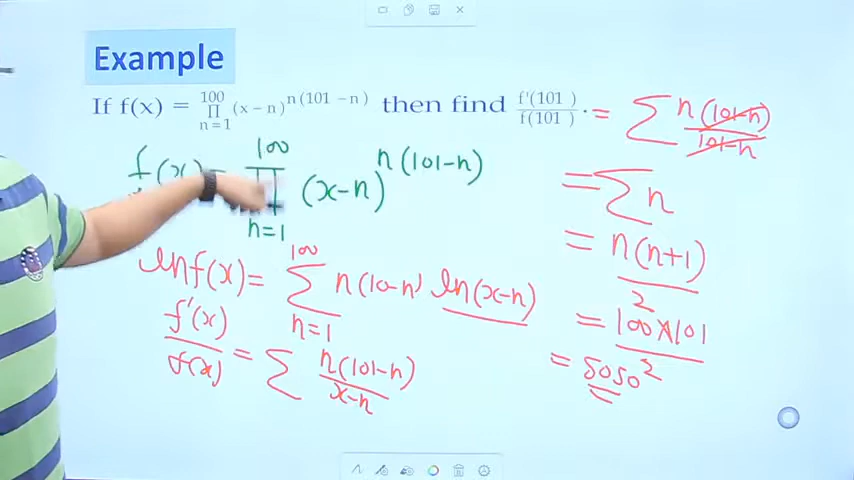 Example
If f(x) = 100 ∏ n=1 (x−n)^n(101−n) then find f'(101)/f(101) .
= ∑ n(101-n)/101-n
f(x)= 100 ∏ n=1 (x-n)^n(101-n)
= ∑ n
= n(n+1)/2
ln f(x) = 100 ∑ n=1 n(10-n) ln(x-n)
= 100×101/2
f'(x)/f(x) = ∑ n(101-n)/x-n
= 5050